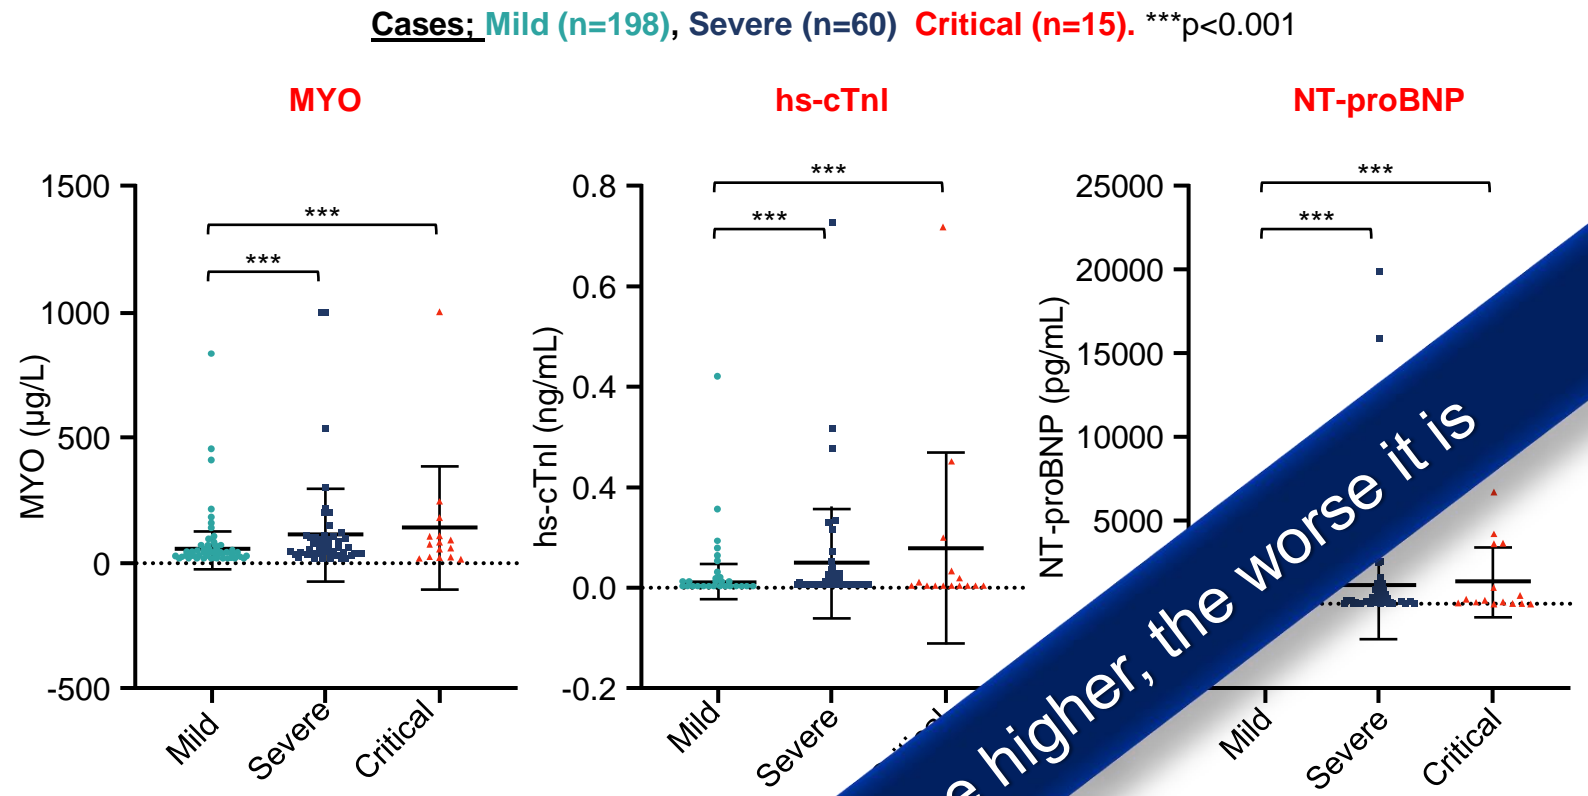 Cases; Mild (n=198), Severe (n=60) Critical (n=15). ***p<0.001
MYO
hs-cTnI
NT-proBNP
MYO (µg/L)
1500
1000
500
0
-500
***
***
Mild
Severe
Critical
hs-cTnI (ng/mL)
0.8
0.6
0.4
0.4
0.0
-0.2
***
***
Mild
Severe
NT-proBNP (pg/mL)
25000
20000
15000
10000
5000
***
***
Mild
Severe
Critical
higher, the worse it is